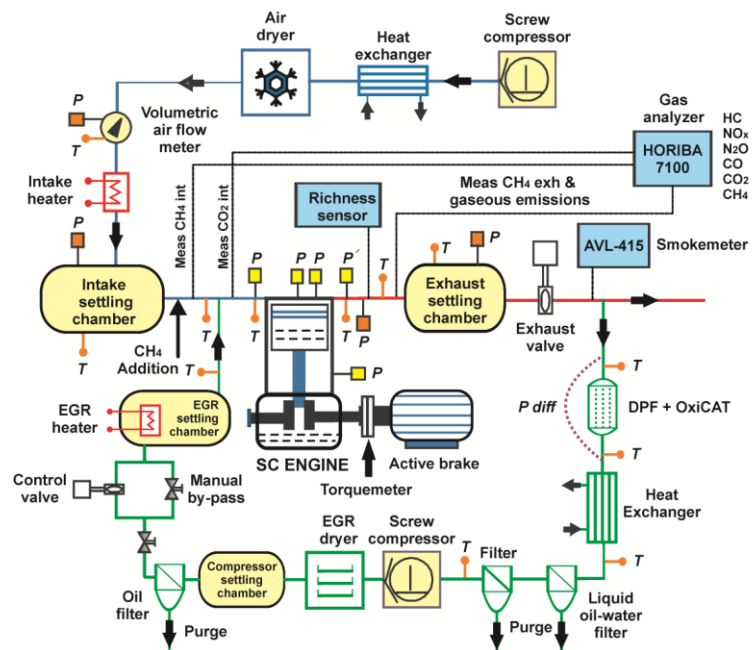 Air
dryer
Heat
exchanger
Screw
compressor
Gas
analyzer
HORIBA
7100
HC
NOx
N2O
CO
CO2
CH4
P
T
Volumetric
air flow
meter
Intake
heater
P
Meas CH4 int
Meas CO2 int
Richness
sensor
Meas CH4 exh &
gaseous emissions
AVL-415
Smokemeter
Intake
settling
chamber
T
CH4
Addition
T
T
P
T
P P
P´
T
T
P
T
P
Exhaust
settling
chamber
Exhaust
valve
P
EGR
heater
EGR
settling
chamber
SC ENGINE
Torquemeter
Active brake
P diff
T
DPF + OxiCAT
T
Heat
Exchanger
T
Control
valve
Manual
by-pass
Oil
filter
Purge
Compressor
settling
chamber
EGR
dryer
Screw
compressor
T
Filter
Purge
Liquid
oil-water
filter